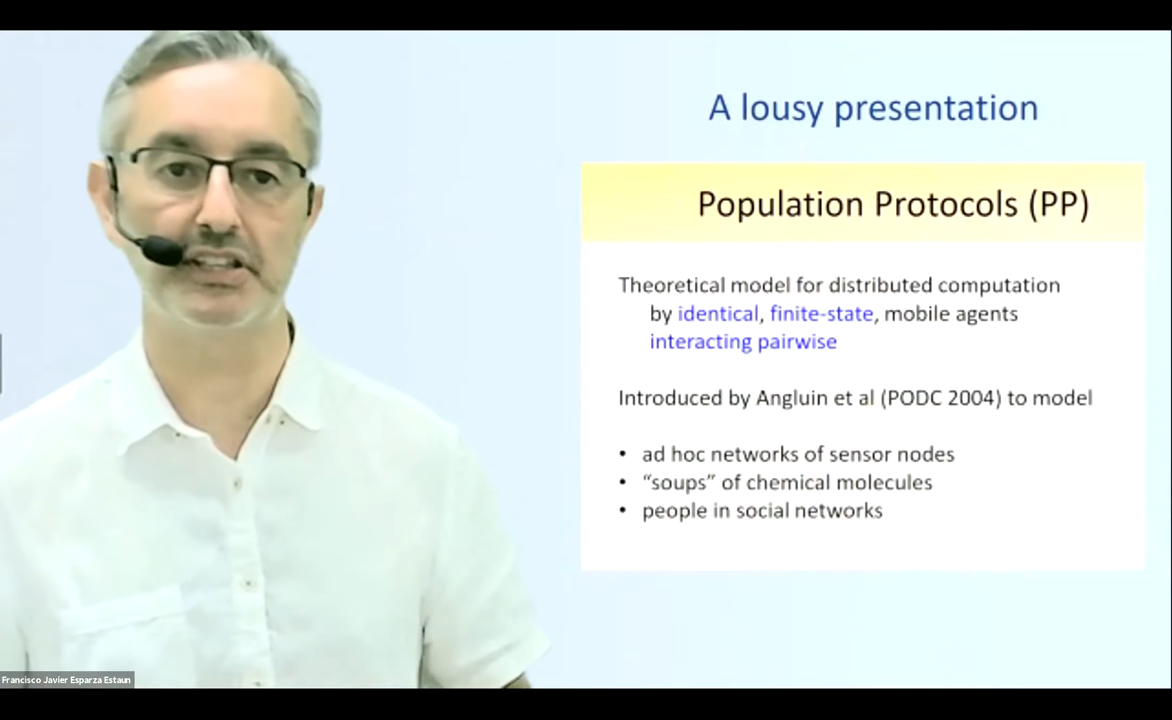 A lousy presentation
Population Protocols (PP)
Theoretical model for distributed computation
by identical, finite-state, mobile agents
interacting pairwise
Introduced by Angluin et al (PODC 2004) to model
• ad hoc networks of sensor nodes
• “soups” of chemical molecules
• people in social networks
Francisco Javier Esparza Estaun